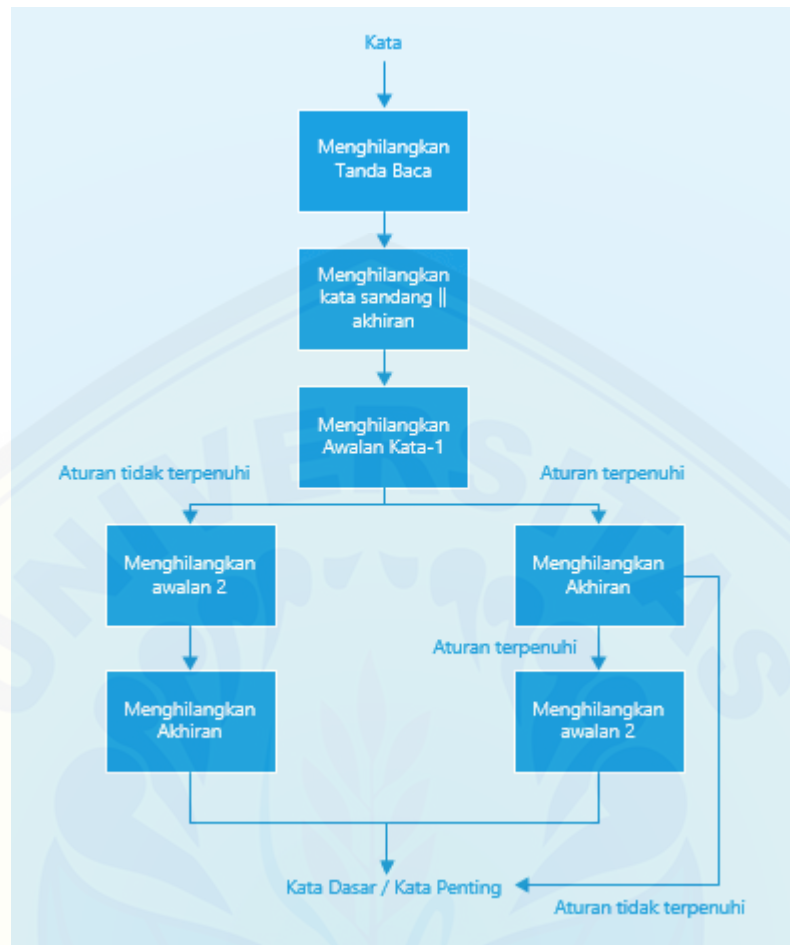 Kata
Menghilangkan
Tanda Baca
Menghilangkan
kata sandang ||
akhiran
Menghilangkan
Awalan Kata-1
Aturan tidak terpenuhi
Aturan terpenuhi
Menghilangkan
awalan 2
Menghilangkan
Akhiran
Aturan terpenuhi
Menghilangkan
Akhiran
Menghilangkan
awalan 2
Kata Dasar / Kata Penting
Aturan tidak terpenuhi
UNIVERSITAS